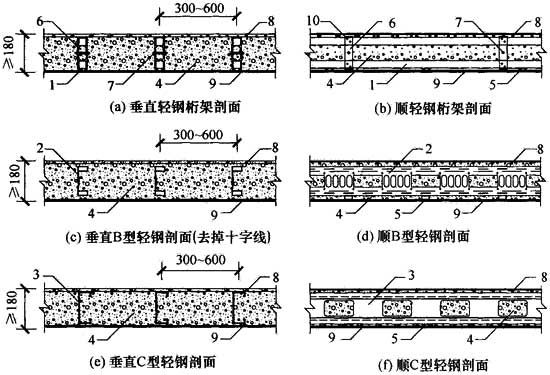 300~600
6 8
≥180
1 7 4 9
(a) 垂直轻钢桁架剖面
10 6 7 8
4 1 5
(b) 顺轻钢桁架剖面
300~600
2 8
≥180
4 9
(c) 垂直B型轻钢剖面(去掉十字线)
2 8
4 5 9
(d) 顺B型轻钢剖面
300~600
3 8
≥180
4 9
(e) 垂直C型轻钢剖面
3 8
9 5 4
(f) 顺C型轻钢剖面